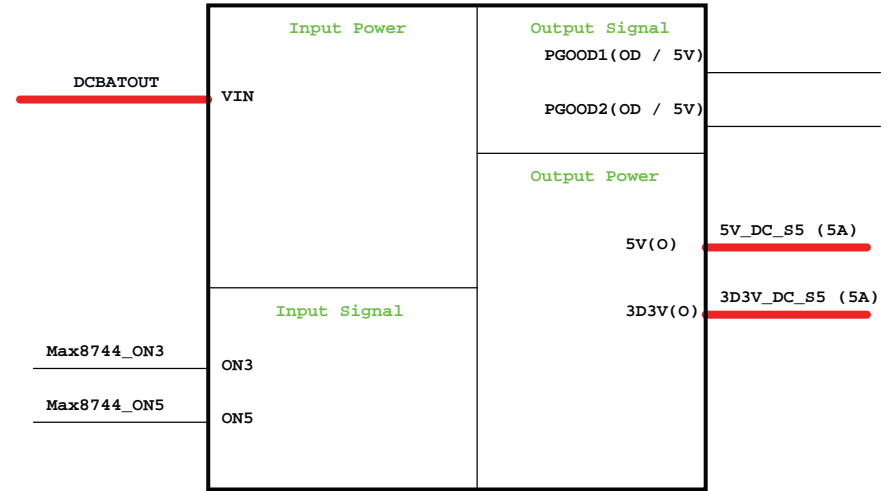 Input Power
Output Signal
PGOOD1(OD / 5V)
DCBATOUT
VIN
PGOOD2(OD / 5V)
Output Power
5V_DC_S5 (5A)
5V(O)
3D3V_DC_S5 (5A)
Input Signal
3D3V(O)
Max8744_ON3
ON3
Max8744_ON5
ON5